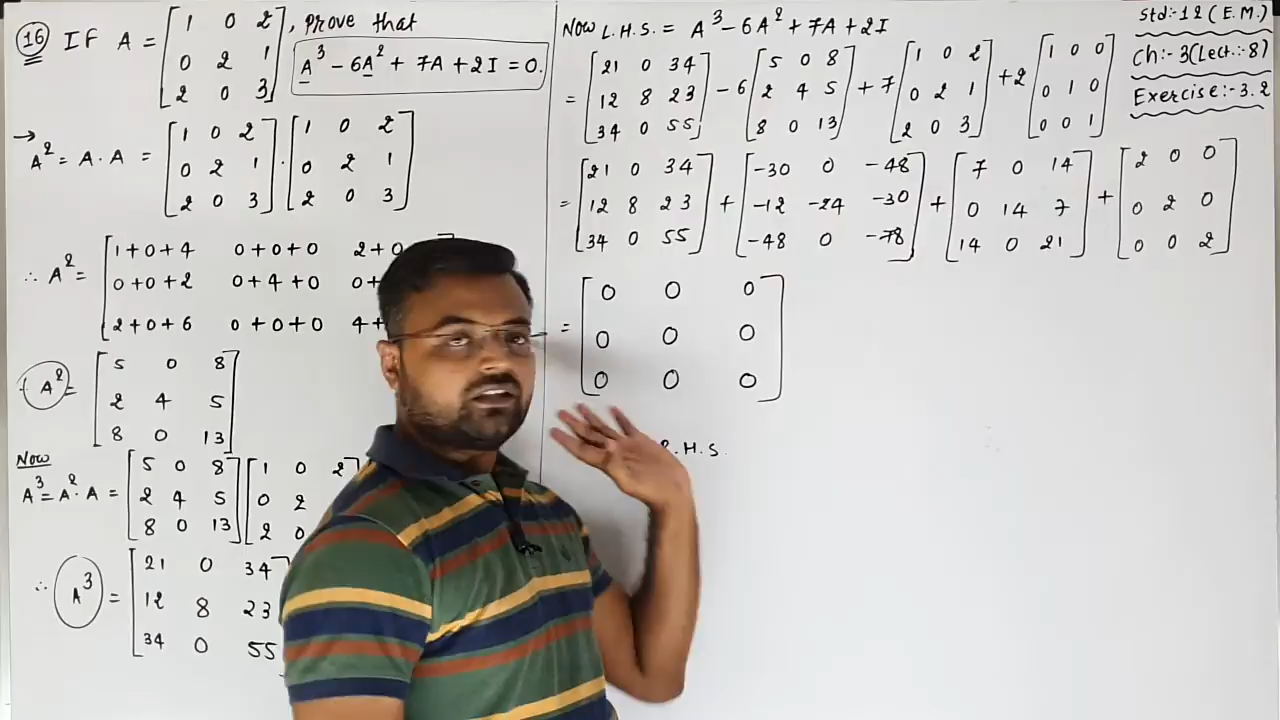 16 IF A = [1 0 2, Prove that
0 2 1
2 0 3] A³ - 6A² + 7A + 2I = 0.
→ A² = A · A = [1 0 2 · [1 0 2
0 2 1 0 2 1
2 0 3] 2 0 3]
∴ A² = [1+0+4 0+0+0 2+0
0+0+2 0+4+0 0+
2+0+6 0+0+0 4+
A² = [5 0 8
2 4 5
8 0 13]
Now
A³ = A² · A = [5 0 8] [1 0 2]
2 4 5 0 2
8 0 13 2 0
∴ A³ = [21 0 34]
12 8 23
34 0 55
Now L.H.S. = A³ - 6A² + 7A + 2I
= [21 0 34] - 6 [5 0 8] + 7 [1 0 2] + 2 [1 0 0]
12 8 23 2 4 5 0 2 1 0 1 0
34 0 55 8 0 13 2 0 3 0 0 1
= [21 0 34] + [-30 0 -48] + [7 0 14] + [2 0 0]
12 8 23 -12 -24 -30 0 14 7 0 2 0
34 0 55 -48 0 -78 14 0 21 0 0 2
= [0 0 0]
0 0 0
0 0 0
R.H.S.
Std:-12 (E.M.)
Ch:-3 (Lect.:-8)
Exercise:-3.2